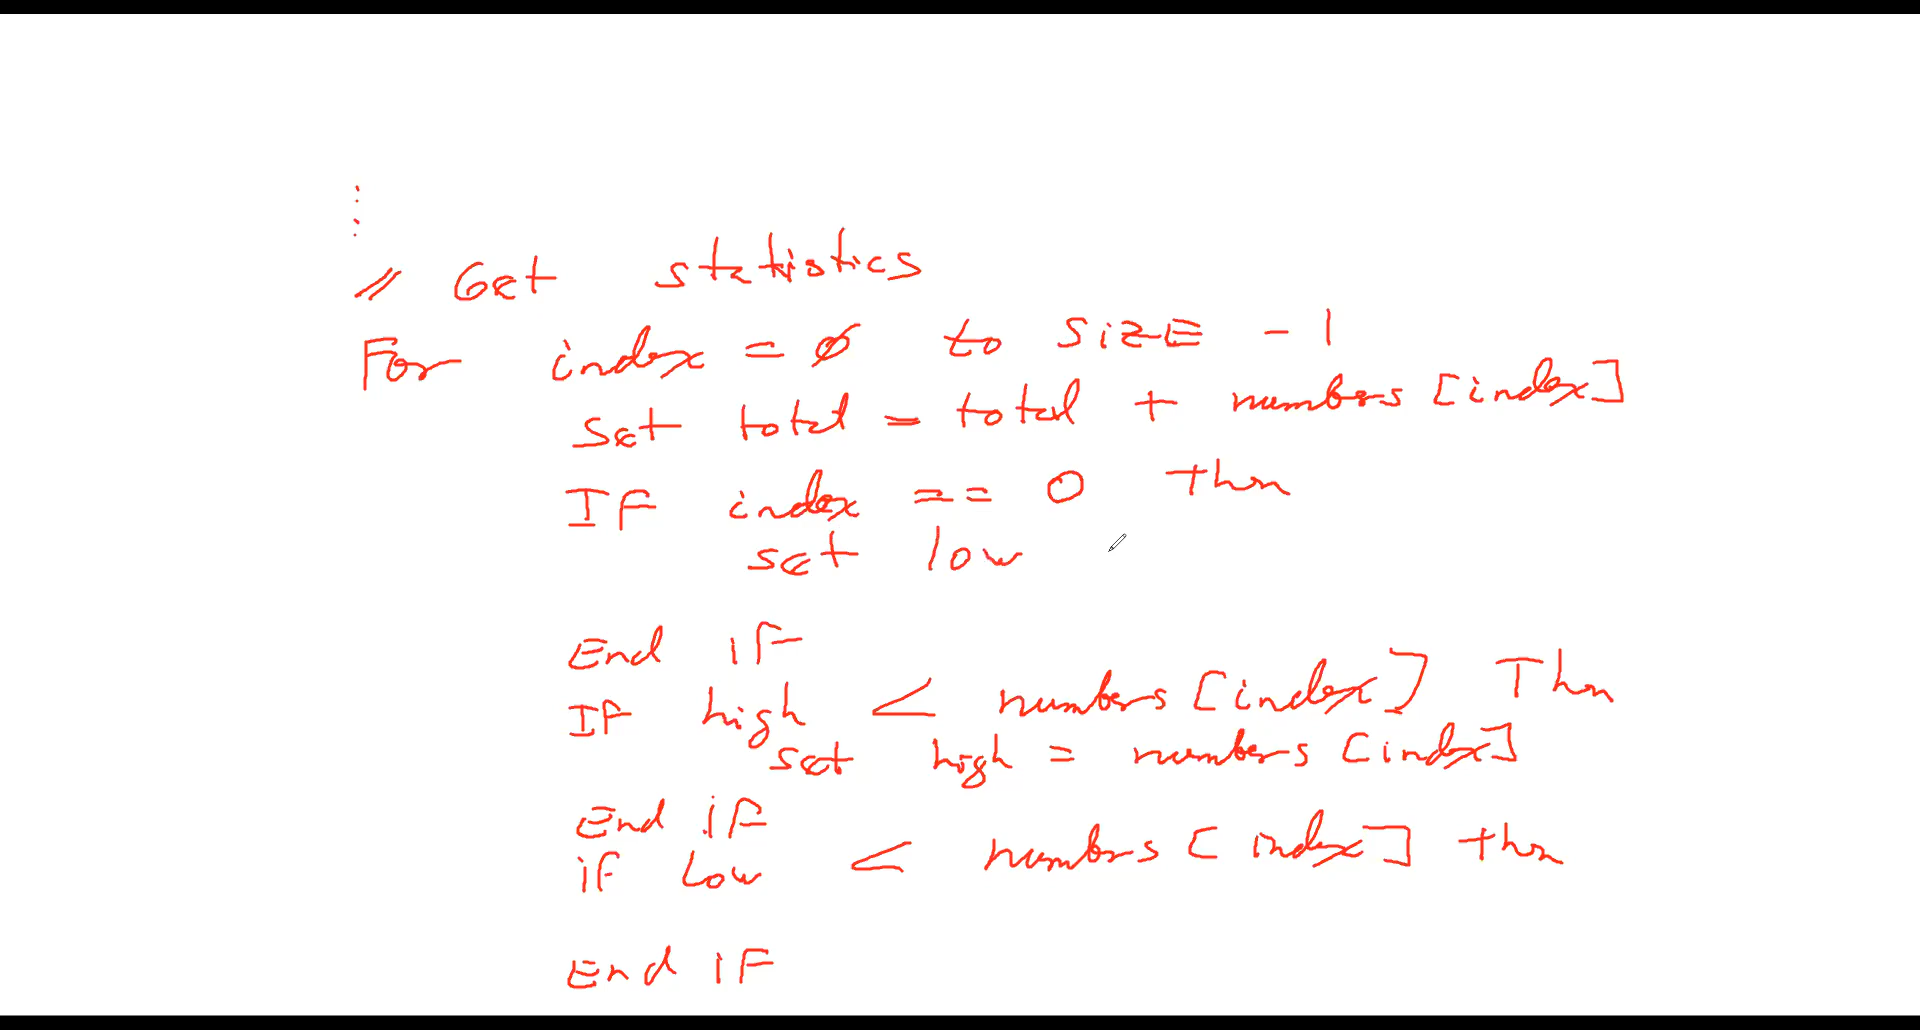 // Get statistics
For index = 0 to SIZE - 1
set total = total + numbers [index]
IF index == 0 then
set low
End IF
IF high < numbers [index] Then
set high = numbers [index]
End iF
if Low < numbers [index] then
End IF